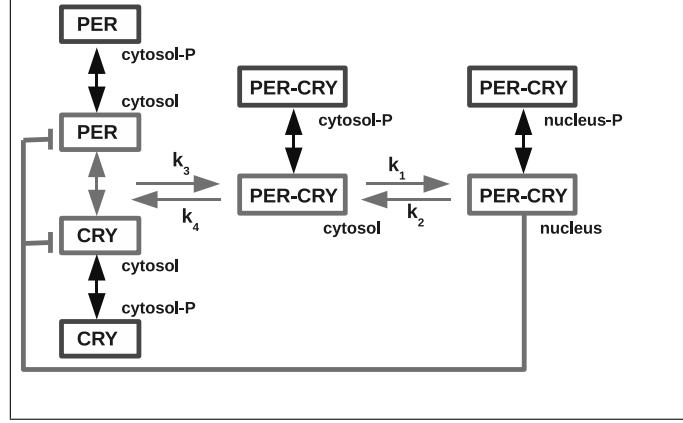 PER
cytosol-P
cytosol
PER
k3
k4
CRY
cytosol
cytosol-P
CRY
PER-CRY
cytosol-P
PER-CRY
cytosol
k1
k2
PER-CRY
nucleus-P
PER-CRY
nucleus